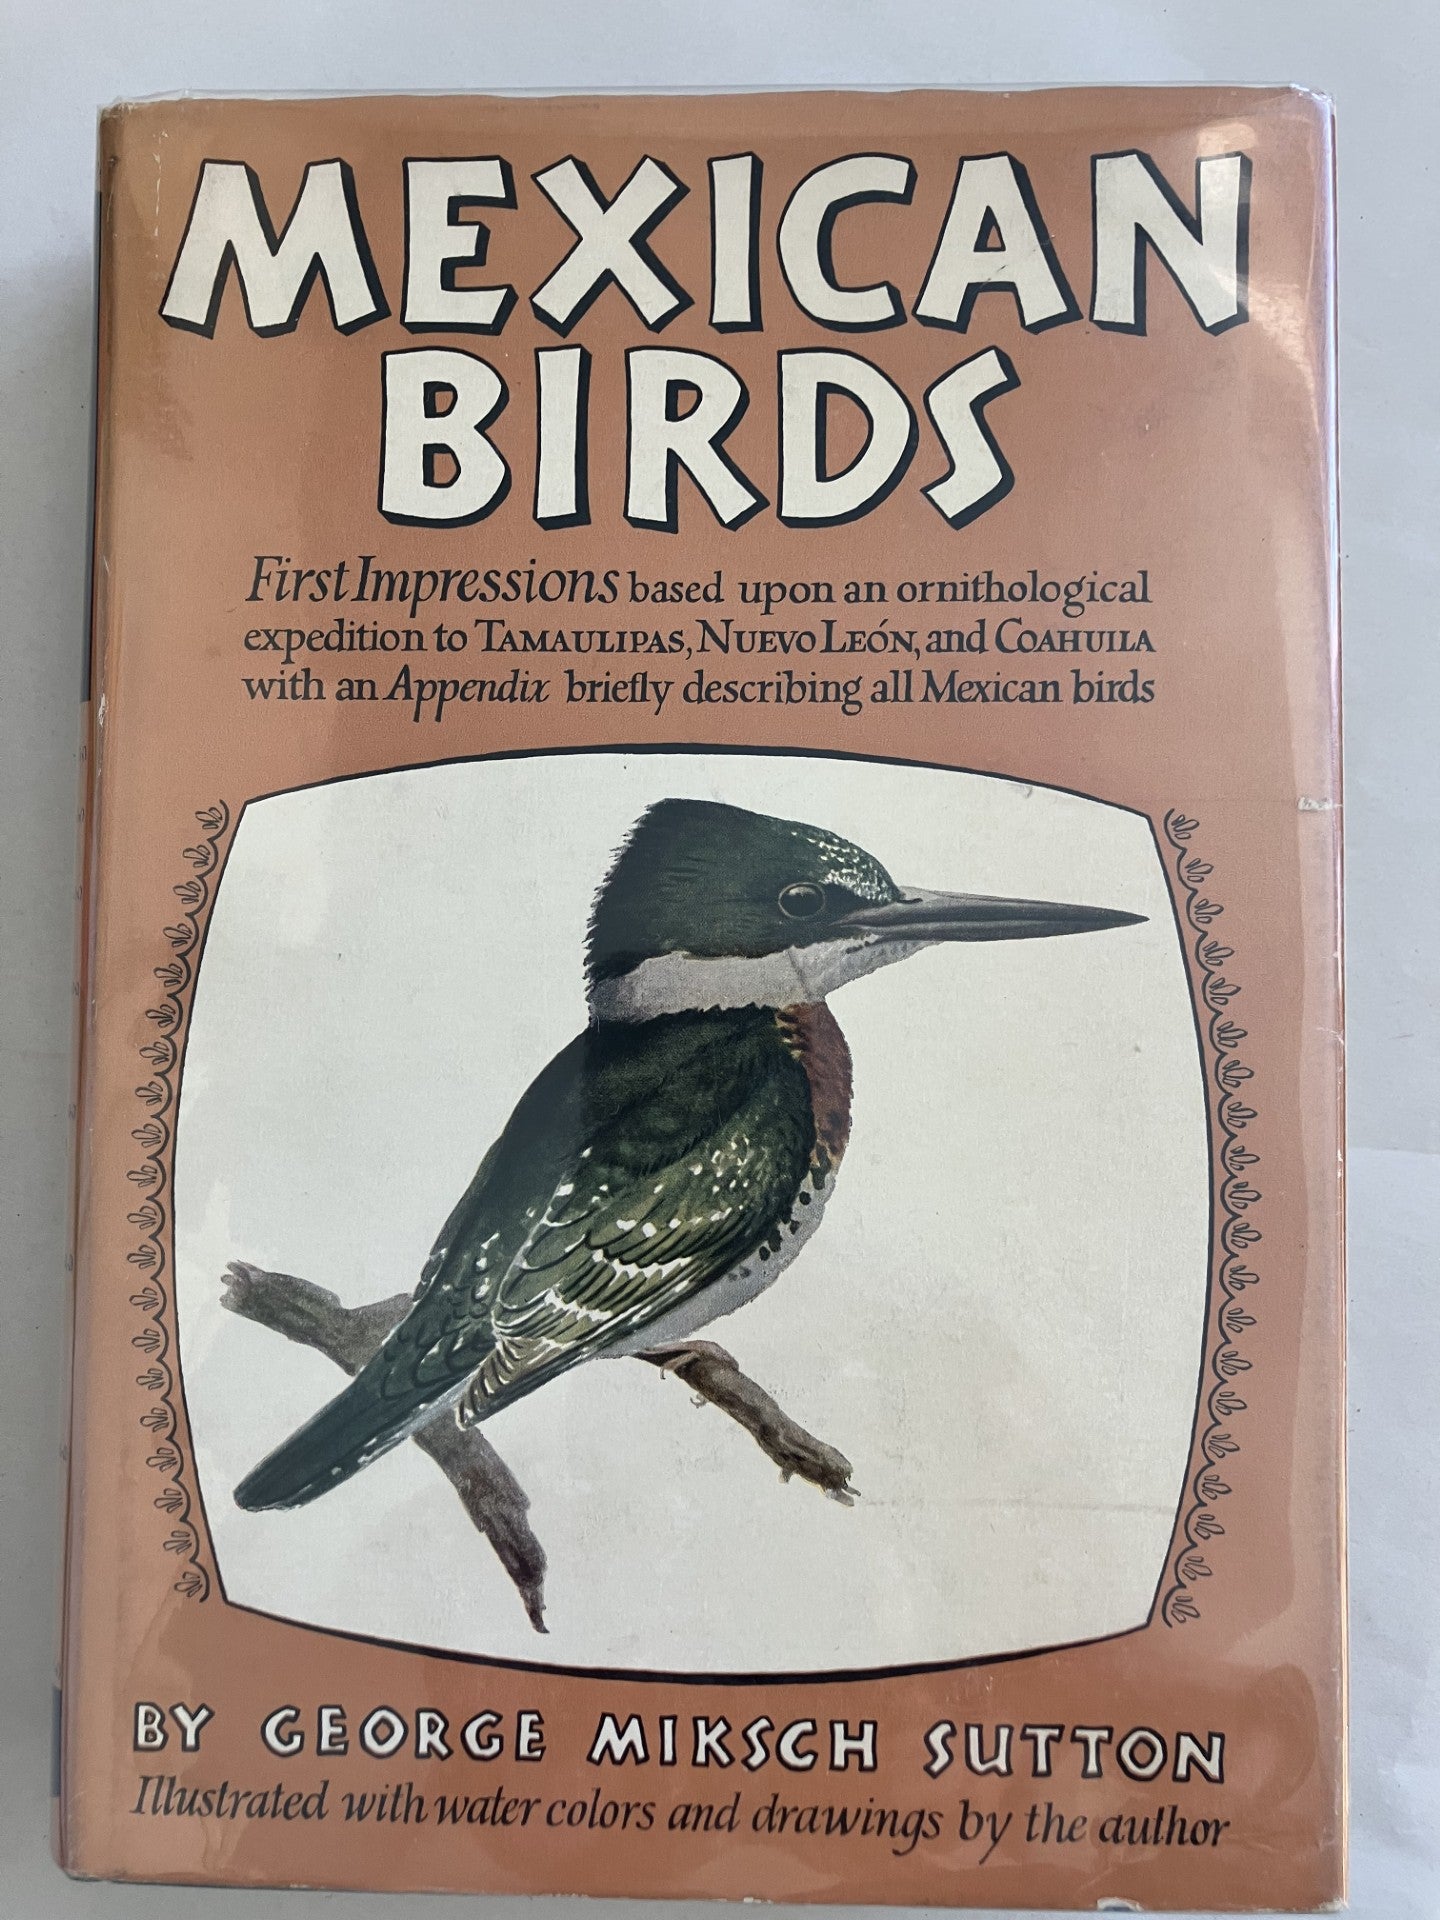 MEXICAN
BIRDS
First Impressions based upon an ornithological
expedition to TAMAULIPAS, NUEVO LEÓN, and COAHUILA
with an Appendix briefly describing all Mexican birds
BY GEORGE MIKSCH SUTTON
Illustrated with water colors and drawings by the author